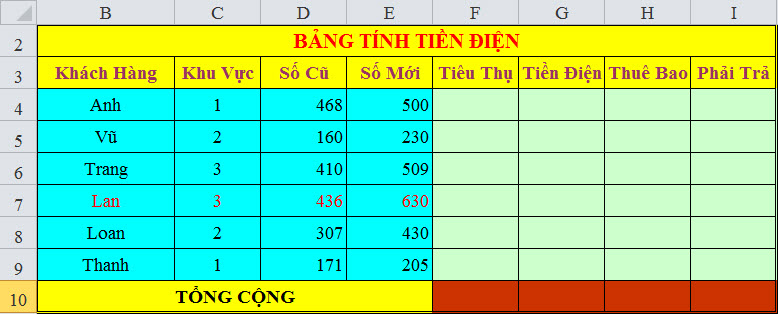 B C D E F G H I
2 BẢNG TÍNH TIỀN ĐIỆN
3 Khách Hàng Khu Vực Số Cũ Số Mới Tiêu Thụ Tiền Điện Thuê Bao Phải Trả
4 Anh 1 468 500
5 Vũ 2 160 230
6 Trang 3 410 509
7 Lan 3 436 630
8 Loan 2 307 430
9 Thanh 1 171 205
10 TỔNG CỘNG